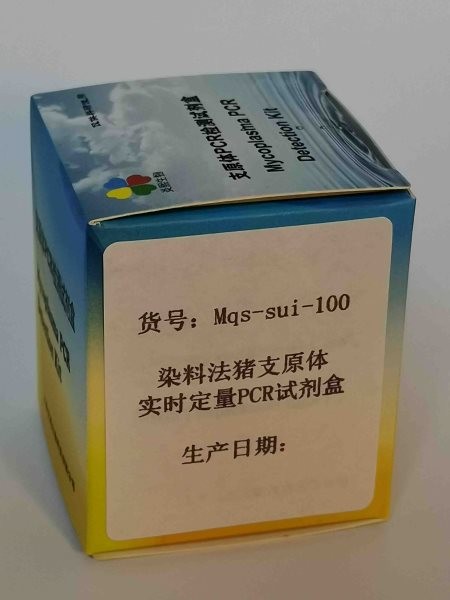 支原体PCR检测试剂盒
Mycoplasma PCR
Detection Kit
货号：Mqs-sui-100
染料法猪支原体
实时定量PCR试剂盒
生产日期：